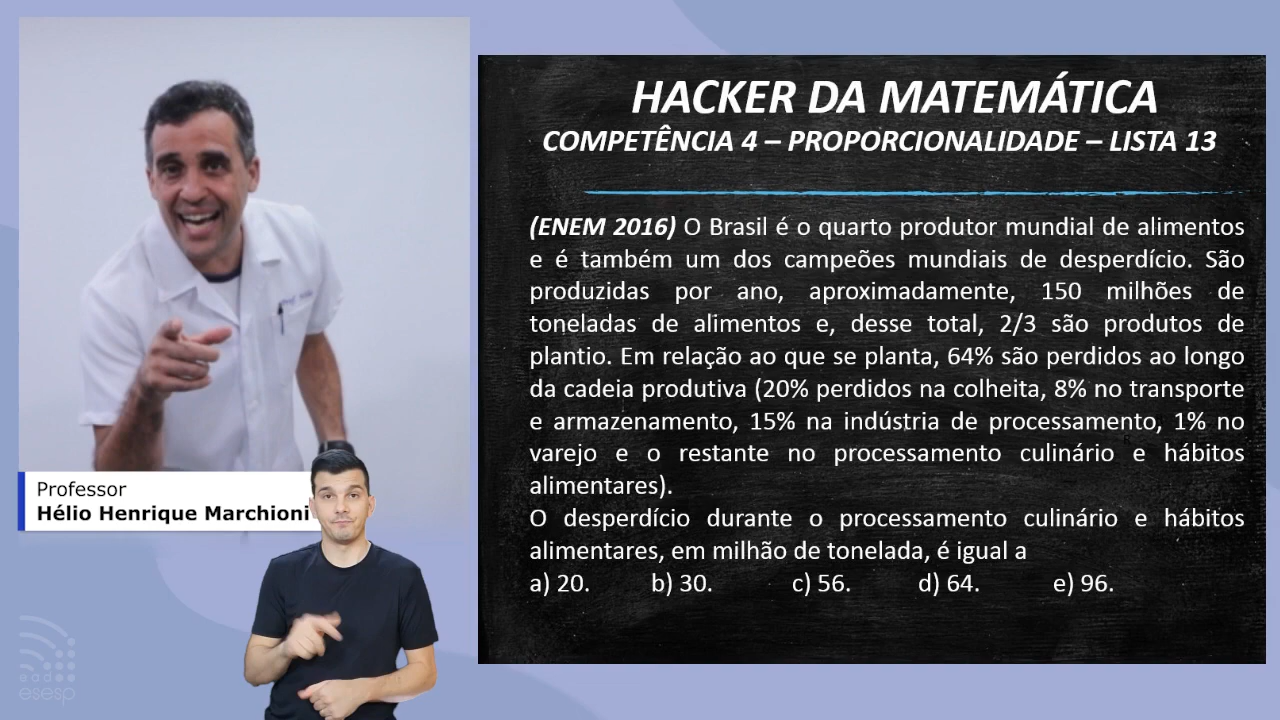 HACKER DA MATEMÁTICA
COMPETÊNCIA 4 – PROPORCIONALIDADE – LISTA 13
(ENEM 2016) O Brasil é o quarto produtor mundial de alimentos
e é também um dos campeões mundiais de desperdício. São
produzidas por ano, aproximadamente, 150 milhões de
toneladas de alimentos e, desse total, 2/3 são produtos de
plantio. Em relação ao que se planta, 64% são perdidos ao longo
da cadeia produtiva (20% perdidos na colheita, 8% no transporte
e armazenamento, 15% na indústria de processamento, 1% no
varejo e o restante no processamento culinário e hábitos
alimentares).
O desperdício durante o processamento culinário e hábitos
alimentares, em milhão de tonelada, é igual a
a) 20. b) 30. c) 56. d) 64. e) 96.
Professor
Hélio Henrique Marchioni
ead
esesp